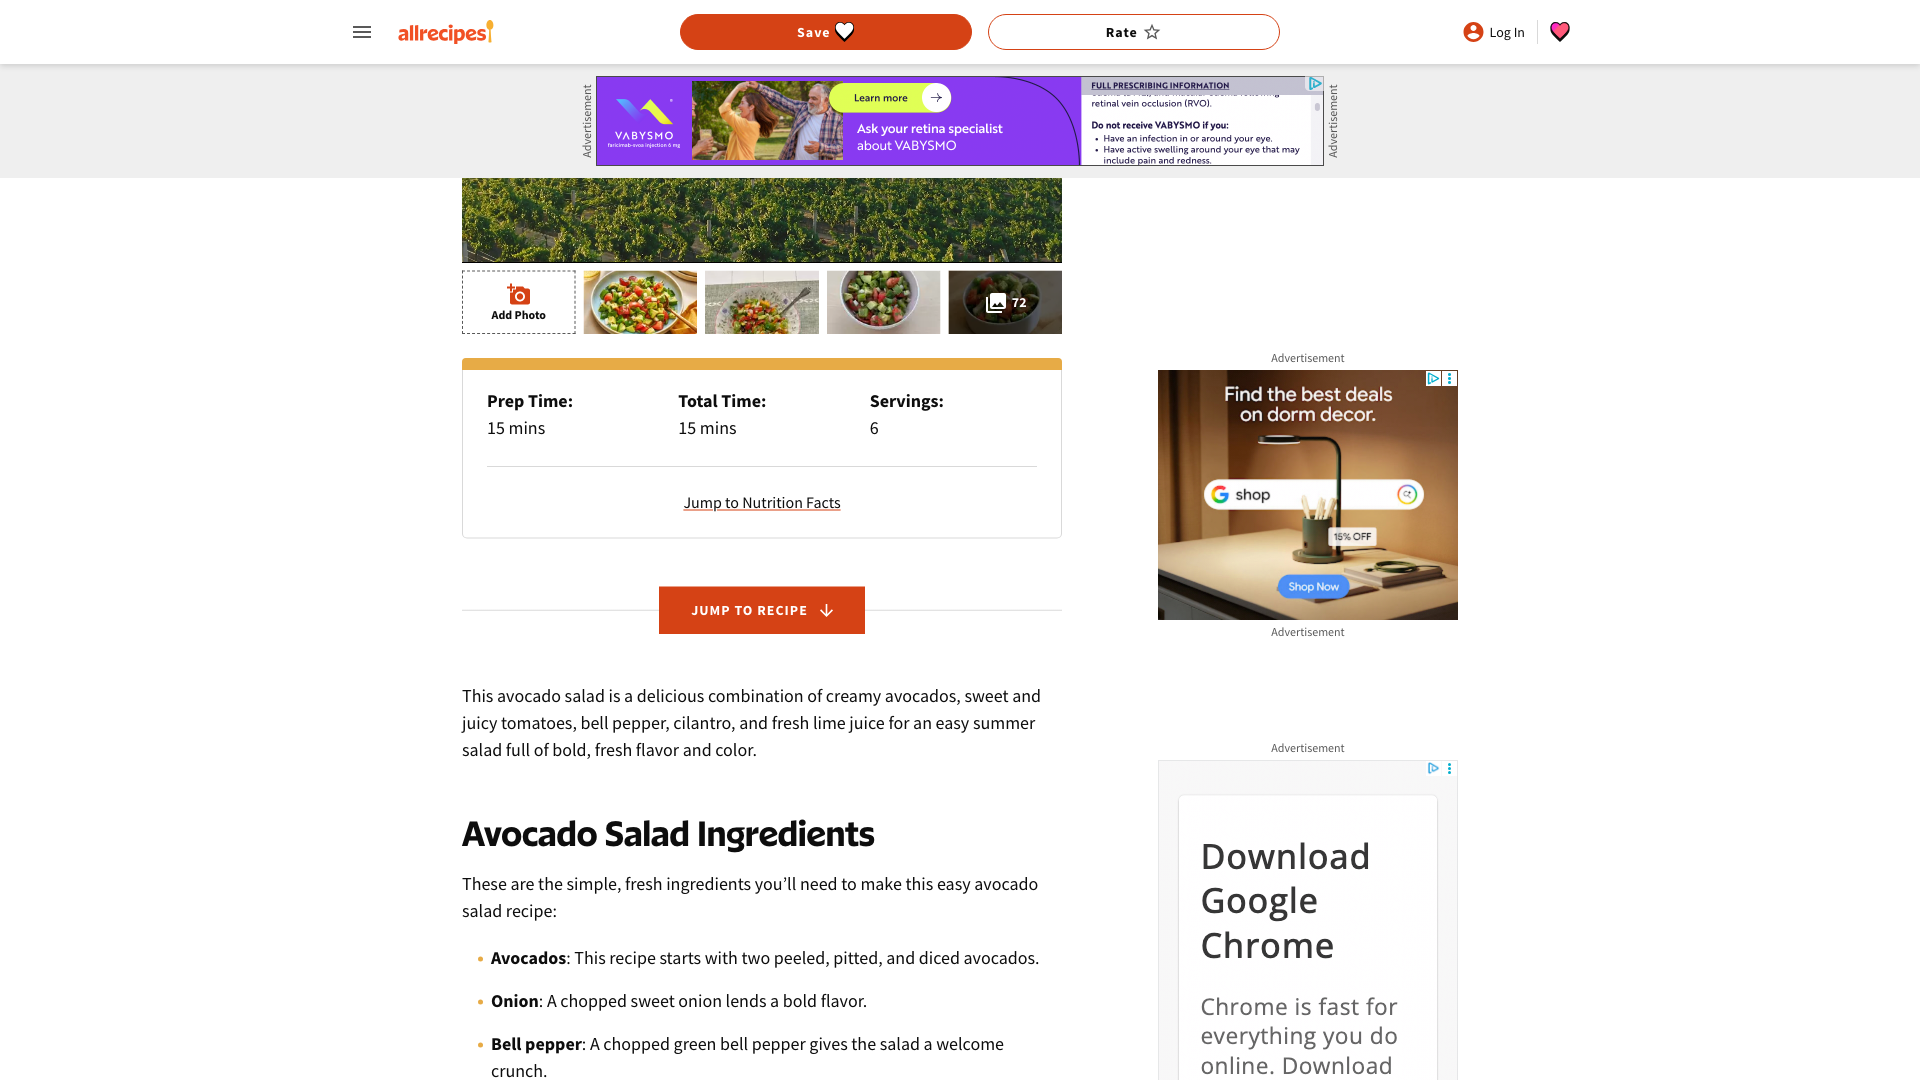 allrecipes
Save
Rate
Log In
Advertisement
VABYSMO
faricimab-svoa injection 6 mg
Learn more
Ask your retina specialist
about VABYSMO
FULL PRESCRIBING INFORMATION
retinal vein occlusion (RVO).
Do not receive VABYSMO if you:
• Have an infection in or around your eye.
• Have active swelling around your eye that may
include pain and redness.
Advertisement
Add Photo
72
Prep Time:
15 mins
Total Time:
15 mins
Servings:
6
Jump to Nutrition Facts
JUMP TO RECIPE
This avocado salad is a delicious combination of creamy avocados, sweet and
juicy tomatoes, bell pepper, cilantro, and fresh lime juice for an easy summer
salad full of bold, fresh flavor and color.
Avocado Salad Ingredients
These are the simple, fresh ingredients you’ll need to make this easy avocado
salad recipe:
• Avocados: This recipe starts with two peeled, pitted, and diced avocados.
• Onion: A chopped sweet onion lends a bold flavor.
• Bell pepper: A chopped green bell pepper gives the salad a welcome
crunch.
Advertisement
Find the best deals
on dorm decor.
G shop
15% OFF
Shop Now
Advertisement
Advertisement
Download
Google
Chrome
Chrome is fast for
everything you do
online. Download